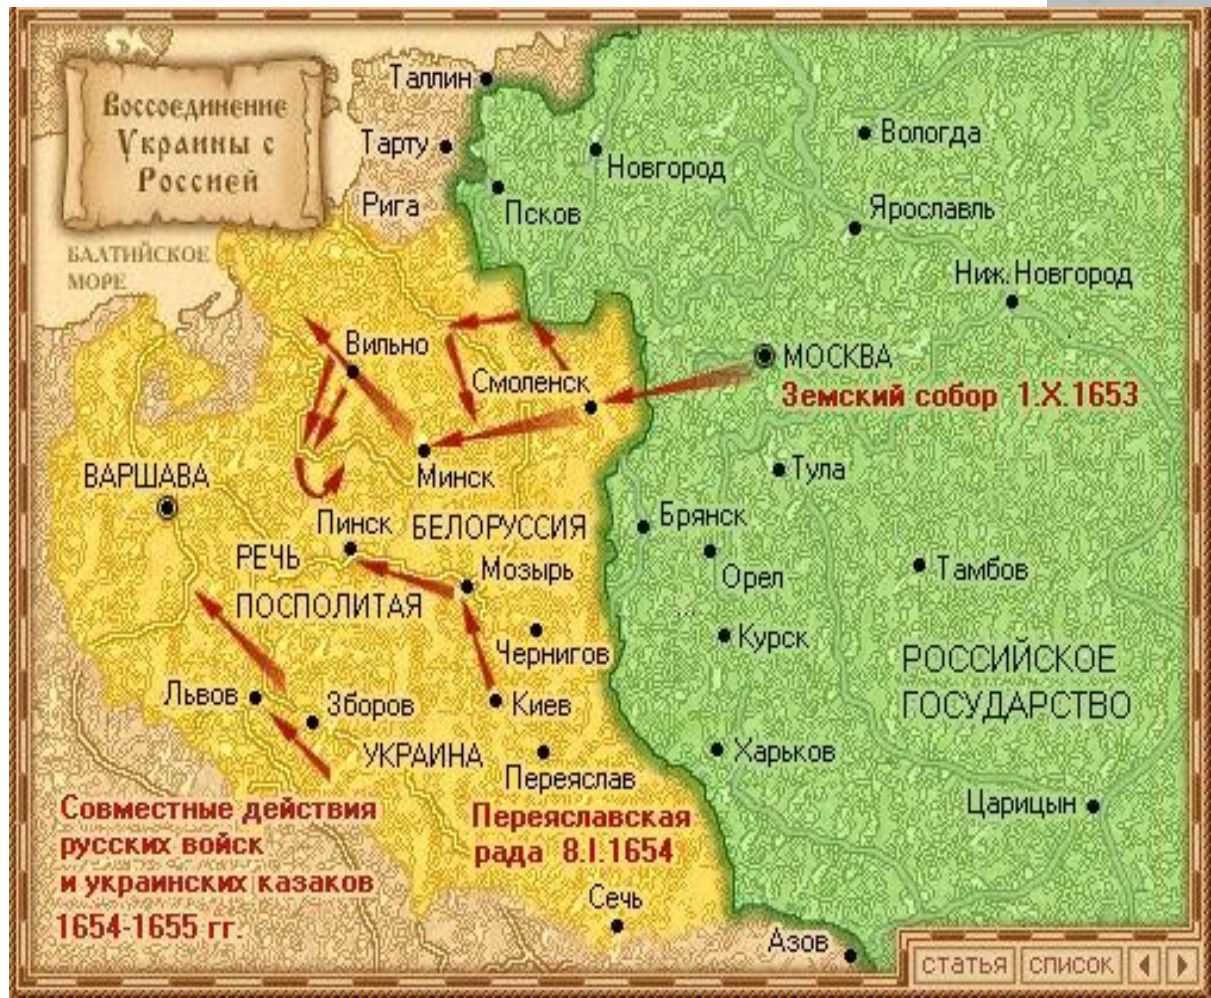 Воссоединение
Украины с
Россией
Таллин
Тарту
Рига
БАЛТИЙСКОЕ
МОРЕ
Новгород
Псков
Вологда
Ярославль
Ниж.Новгород
МОСКВА
Земский собор 1.X.1653
Вильно
Смоленск
Минск
ВАРШАВА
Пинск
БЕЛОРУССИЯ
РЕЧЬ
ПОСПОЛИТАЯ
Мозырь
Чернигов
Тула
Брянск
Орел
Тамбов
Курск
РОССИЙСКОЕ
ГОСУДАРСТВО
Львов
Зборов
Киев
УКРАИНА
Переяслав
Харьков
Царицын
Совместные действия
русских войск
и украинских казаков
1654-1655 гг.
Переяславская
рада 8.I.1654
Сечь
Азов
статья
список